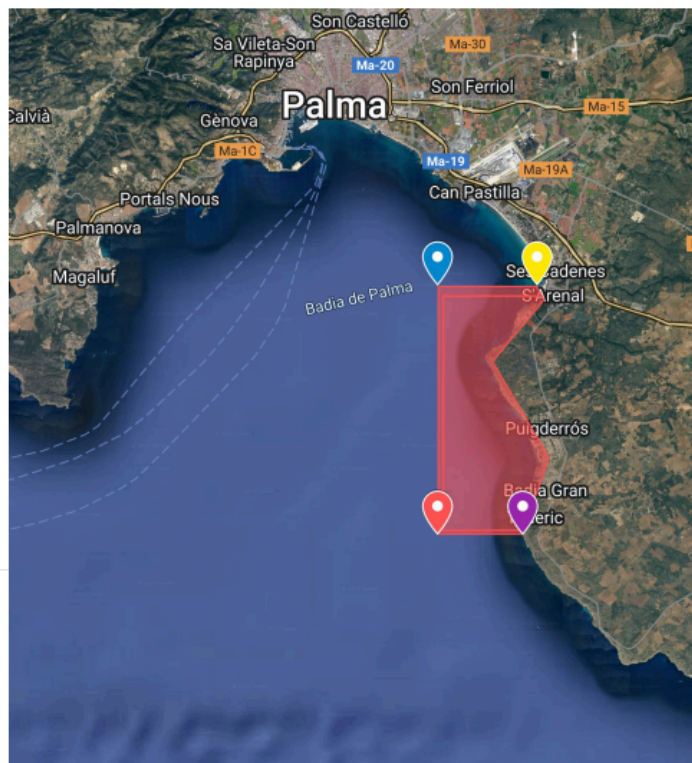 Son Castelló
Sa Vileta-Son
Rapinya
Ma-30
Ma-20
Son Ferriol
Palma
Ma-15
Calvià
Gènova
Ma-1C
Ma-19
Ma-19A
Can Pastilla
Portals Nous
Palmanova
Magaluf
Badia de Palma
S'Arenal
Puigderrós
Badia Gran